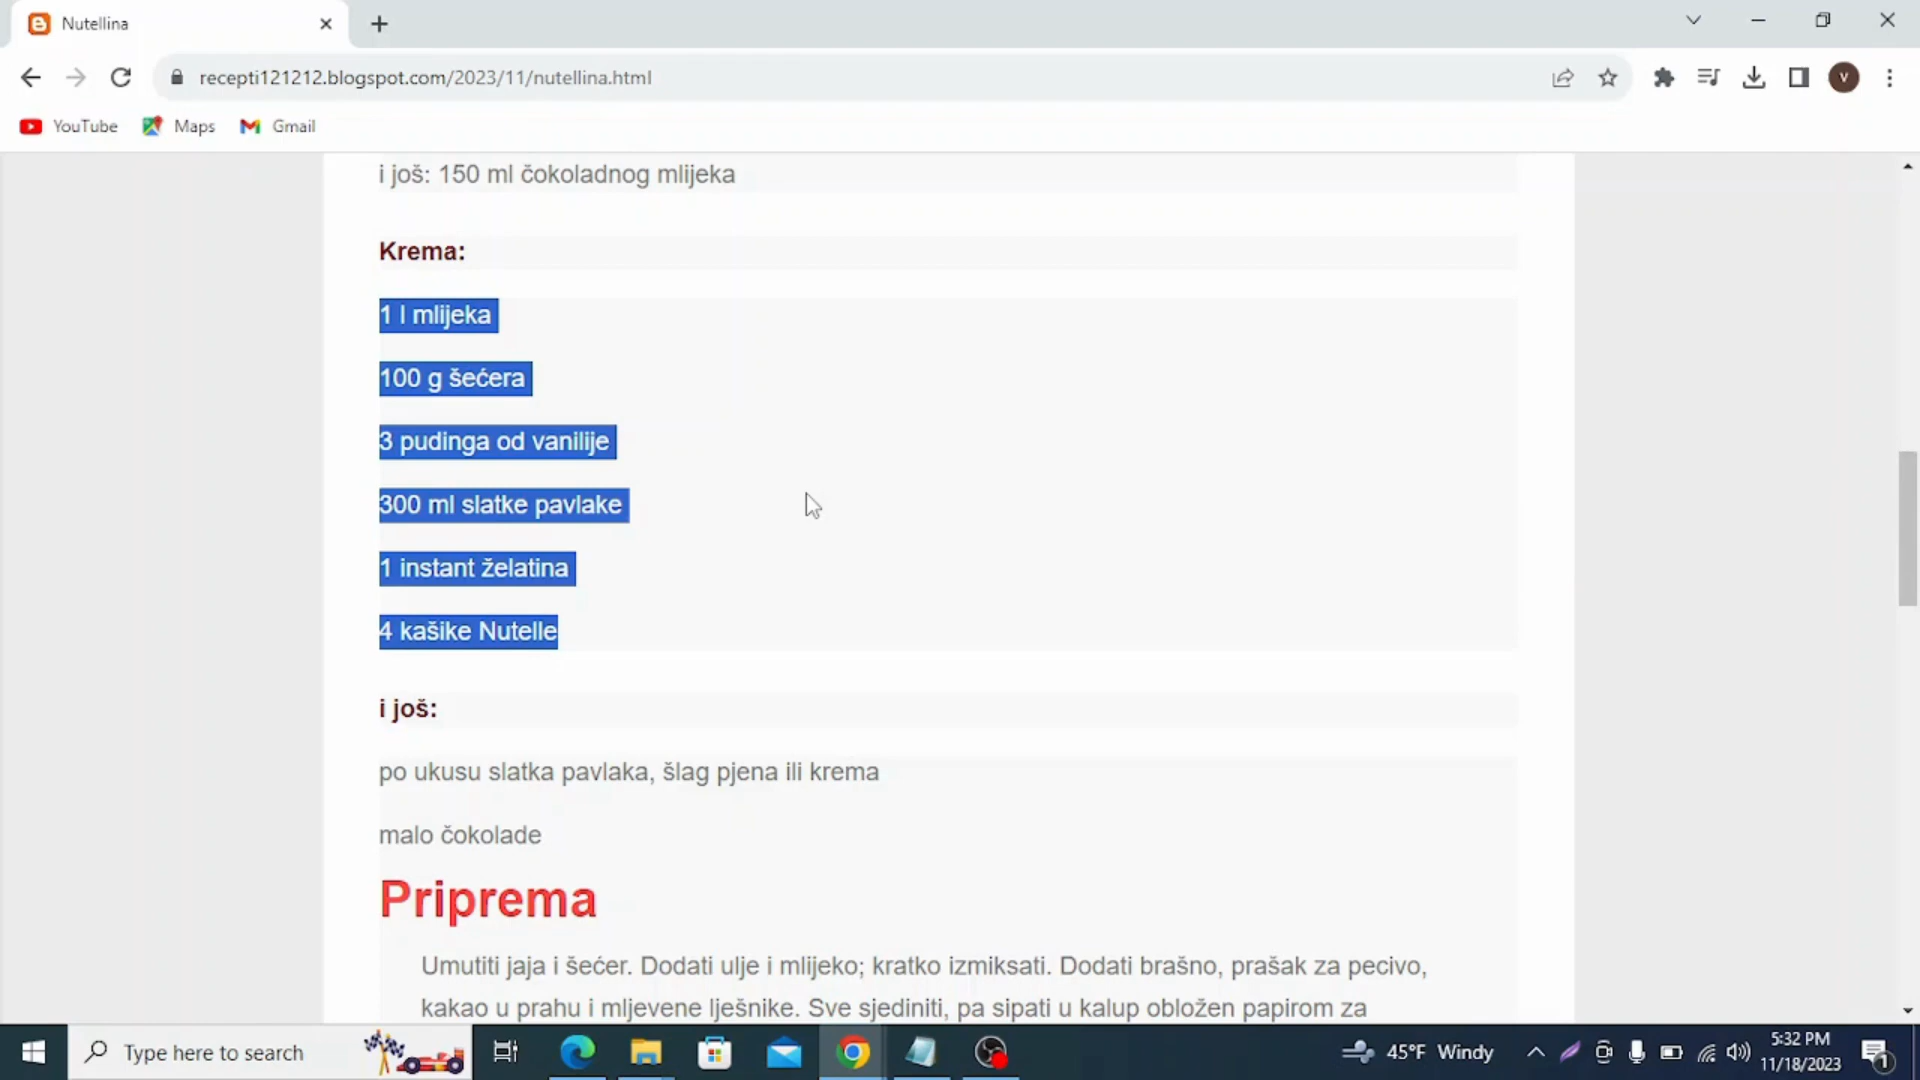 Nutellina
recepti121212.blogspot.com/2023/11/nutellina.html
V
YouTube
Maps
Gmail
i još: 150 ml čokoladnog mlijeka
Krema:
1 l mlijeka
100 g šećera
3 pudinga od vanilije
300 ml slatke pavlake
1 instant želatina
4 kašike Nutelle
i još:
po ukusu slatka pavlaka, šlag pjena ili krema
malo čokolade
Priprema
Umutiti jaja i šećer. Dodati ulje i mlijeko; kratko izmiksati. Dodati brašno, prašak za pecivo,
kakao u prahu i mljevene lješnike. Sve sjediniti, pa sipati u kalup obložen papirom za
Type here to search
45°F Windy
5:32 PM
11/18/2023
1